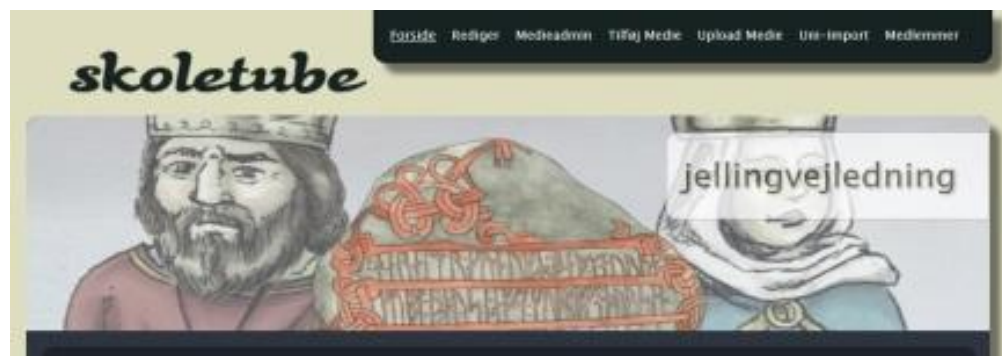 Forside Rediger Medieadmin Tilføj Medie Upload Medie Uni-Import Medlemmer
skoletube
jellingvejledning